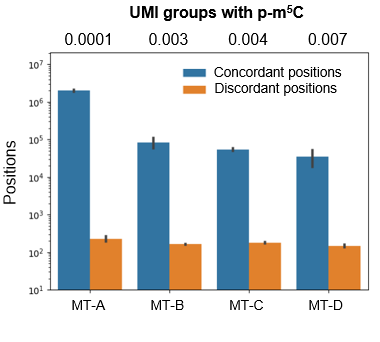 UMI groups with p-m⁵C
0.0001 0.003 0.004 0.007
Concordant positions
Discordant positions
Positions
10⁷
10⁶
10⁵
10⁴
10³
10²
10¹
MT-A MT-B MT-C MT-D